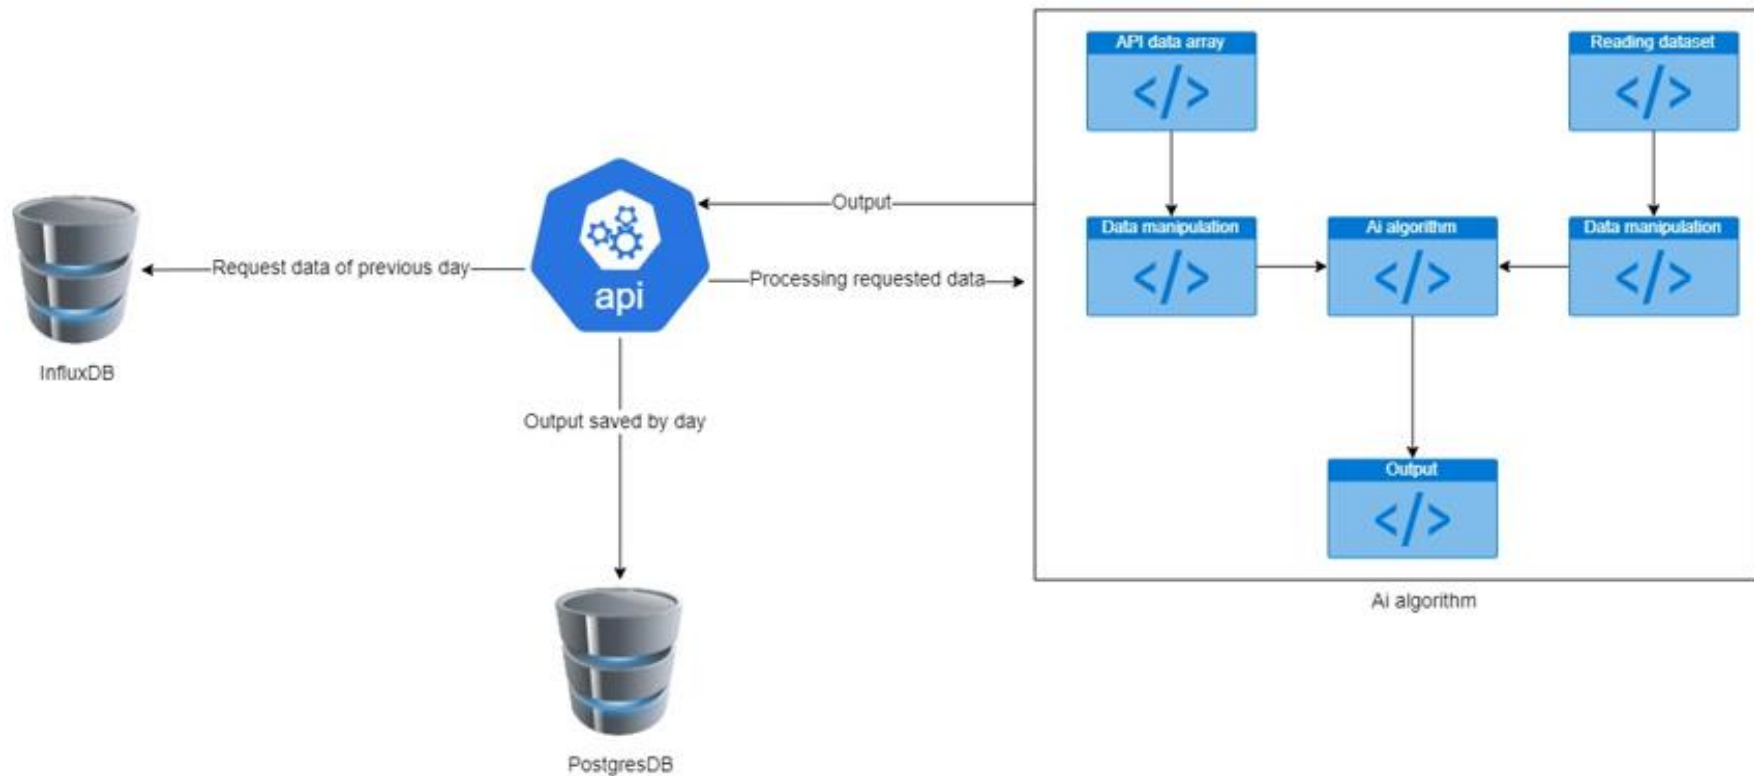 API data array
Reading dataset
Output
Data manipulation
Ai algorithm
Data manipulation
Request data of previous day
api
Processing requested data
InfluxDB
Output saved by day
Output
Ai algorithm
PostgresDB